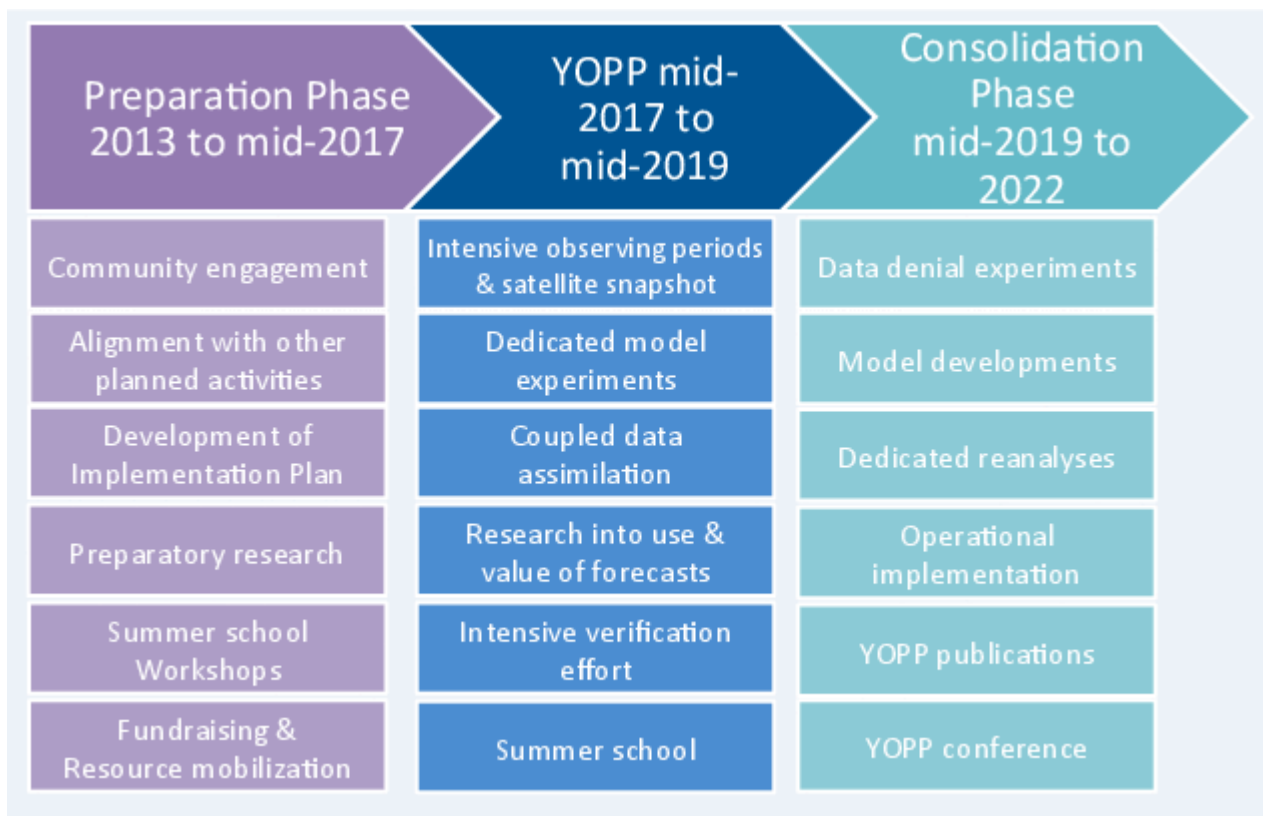 Preparation Phase
2013 to mid-2017
YOPP mid-
2017 to
mid-2019
Consolidation
Phase
mid-2019 to
2022
Community engagement
Alignment with other
planned activities
Development of
Implementation Plan
Preparatory research
Summer school
Workshops
Fundraising &
Resource mobilization
Intensive observing periods
& satellite snapshot
Dedicated model
experiments
Coupled data
assimilation
Research into use &
value of forecasts
Intensive verification
effort
Summer school
Data denial experiments
Model developments
Dedicated reanalyses
Operational
implementation
YOPP publications
YOPP conference